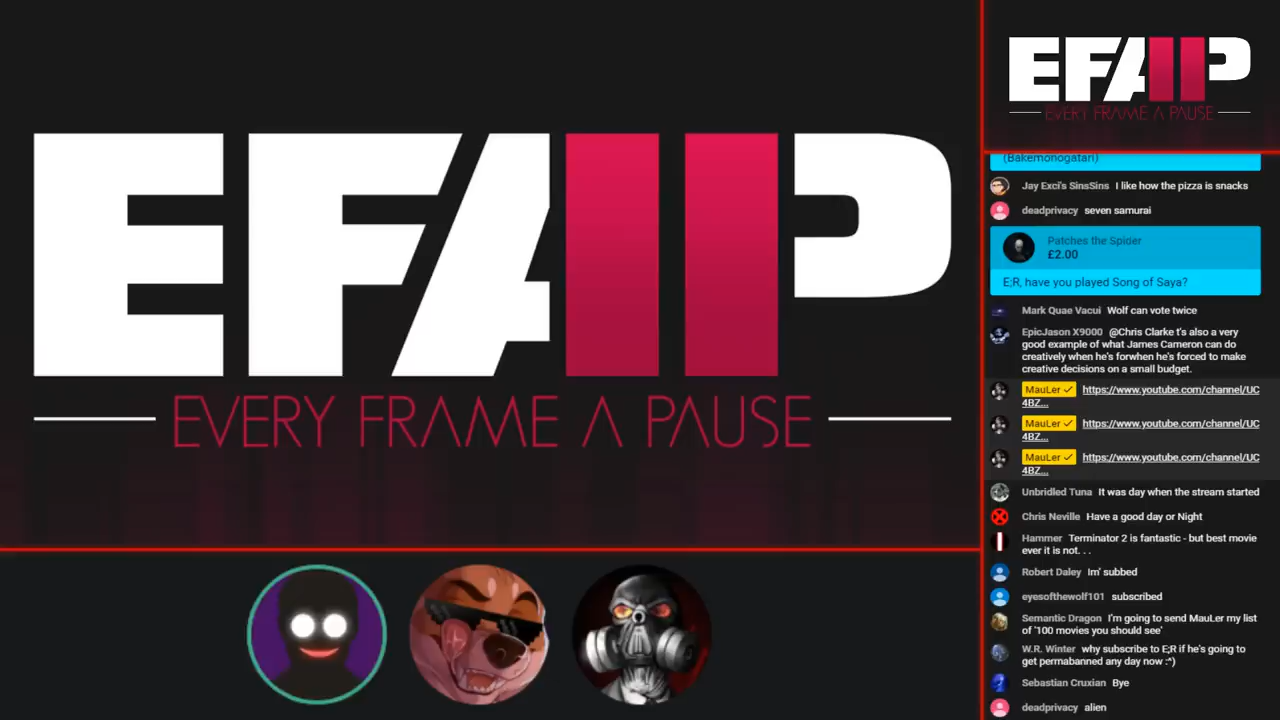 EFAP
EVERY FRAME A PAUSE
EFAP
EVERY FRAME A PAUSE
(Bakemonogatari)
Jay Exci's SinsSins I like how the pizza is snacks
deadprivacy seven samurai
Patches the Spider
£2.00
E;R, have you played Song of Saya?
Mark Quae Vacui Wolf can vote twice
EpicJason X9000 @Chris Clarke t's also a very
good example of what James Cameron can do
creatively when he's forwhen he's forced to make
creative decisions on a small budget.
MauLer https://www.youtube.com/channel/UC
4BZ...
MauLer https://www.youtube.com/channel/UC
4BZ...
MauLer https://www.youtube.com/channel/UC
4BZ...
Unbridled Tuna It was day when the stream started
Chris Neville Have a good day or Night
Hammer Terminator 2 is fantastic - but best movie
ever it is not. . .
Robert Daley Im' subbed
eyesofthewolf101 subscribed
Semantic Dragon I'm going to send MauLer my list
of '100 movies you should see'
W.R. Winter why subscribe to E;R if he's going to
get permabanned any day now :*)
Sebastian Cruxian Bye
deadprivacy alien